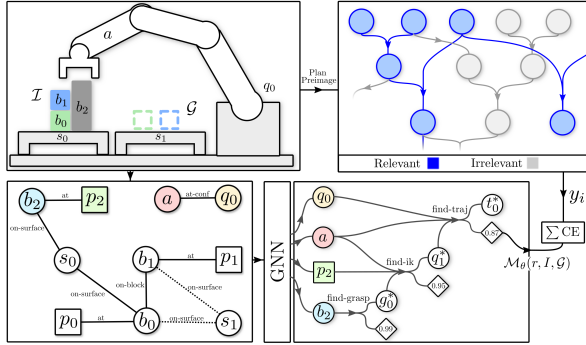 a
q₀
𝓘
b₁
b₂
b₀
𝓖
s₀
s₁
Plan
Preimage
Relevant
Irrelevant
b₂
at
p₂
a
at-conf
q₀
on-surface
s₀
b₁
at
p₁
on-surface
on-block
on-surface
p₀
at
b₀
on-surface
s₁
GNN
q₀
t₀*
find-traj
a
0.87
q₁*
find-ik
p₂
0.95
g₀*
find-grasp
b₂
0.99
yᵢ
∑ CE
𝓜_θ(r, I, 𝓖)